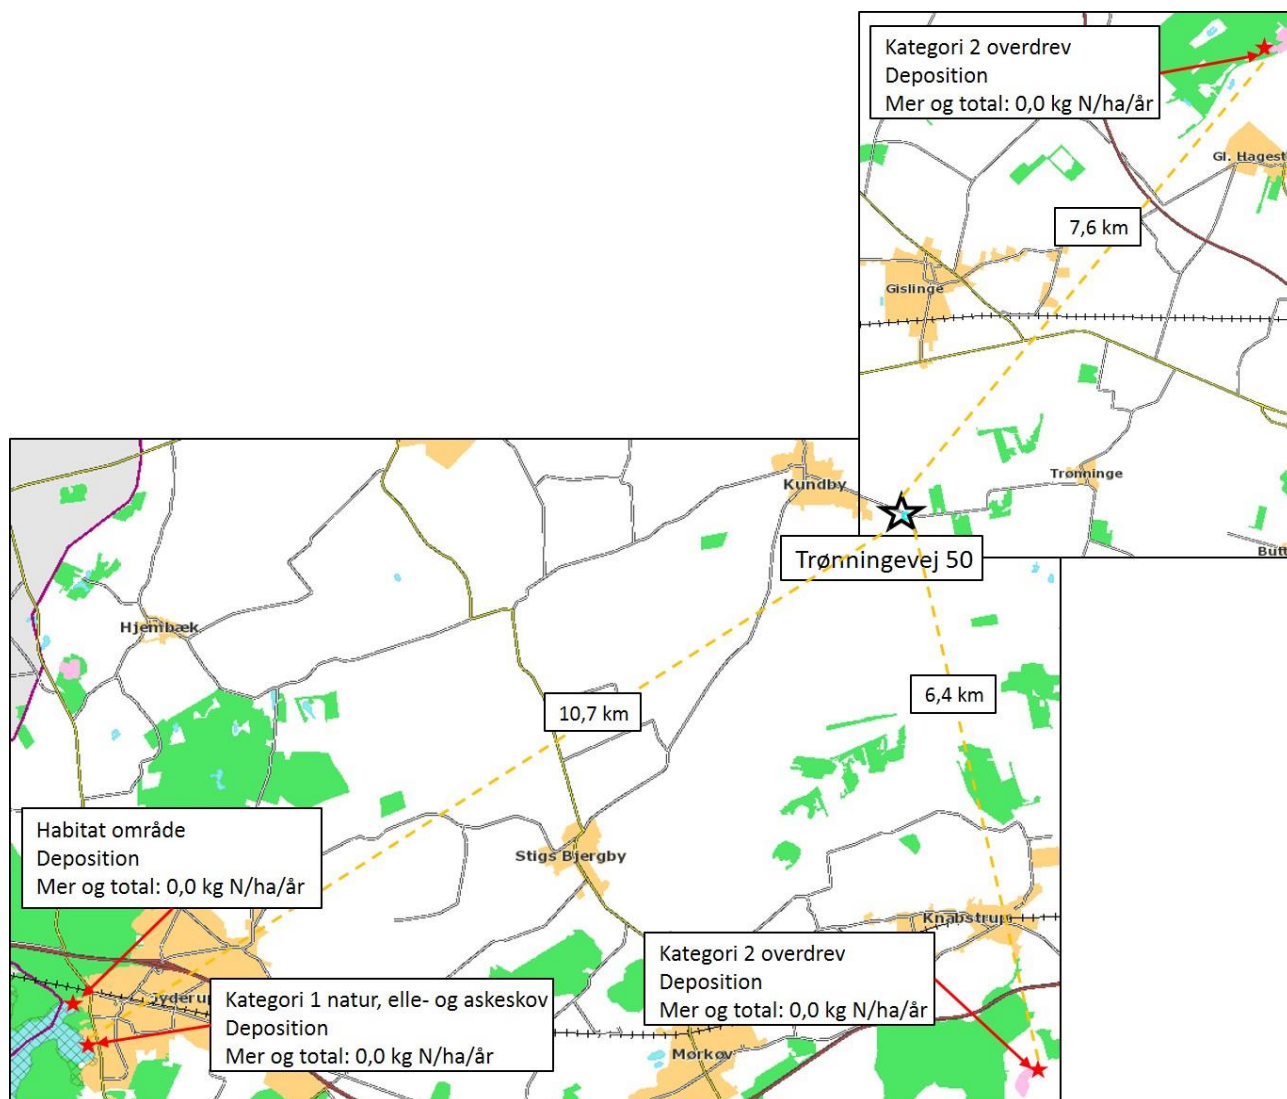 Kategori 2 overdrev
Deposition
Mer og total: 0,0 kg N/ha/år
Gl. Hagest
7,6 km
Gislinge
Trønninge
Kundby
Trønningevej 50
Butt
Hjembæk
6,4 km
10,7 km
Habitat område
Deposition
Mer og total: 0,0 kg N/ha/år
Stigs Bjergby
Knabstrup
Kategori 2 overdrev
Deposition
Mer og total: 0,0 kg N/ha/år
yderu
Kategori 1 natur, elle- og askeskov
Deposition
Mer og total: 0,0 kg N/ha/år
Mørkøv